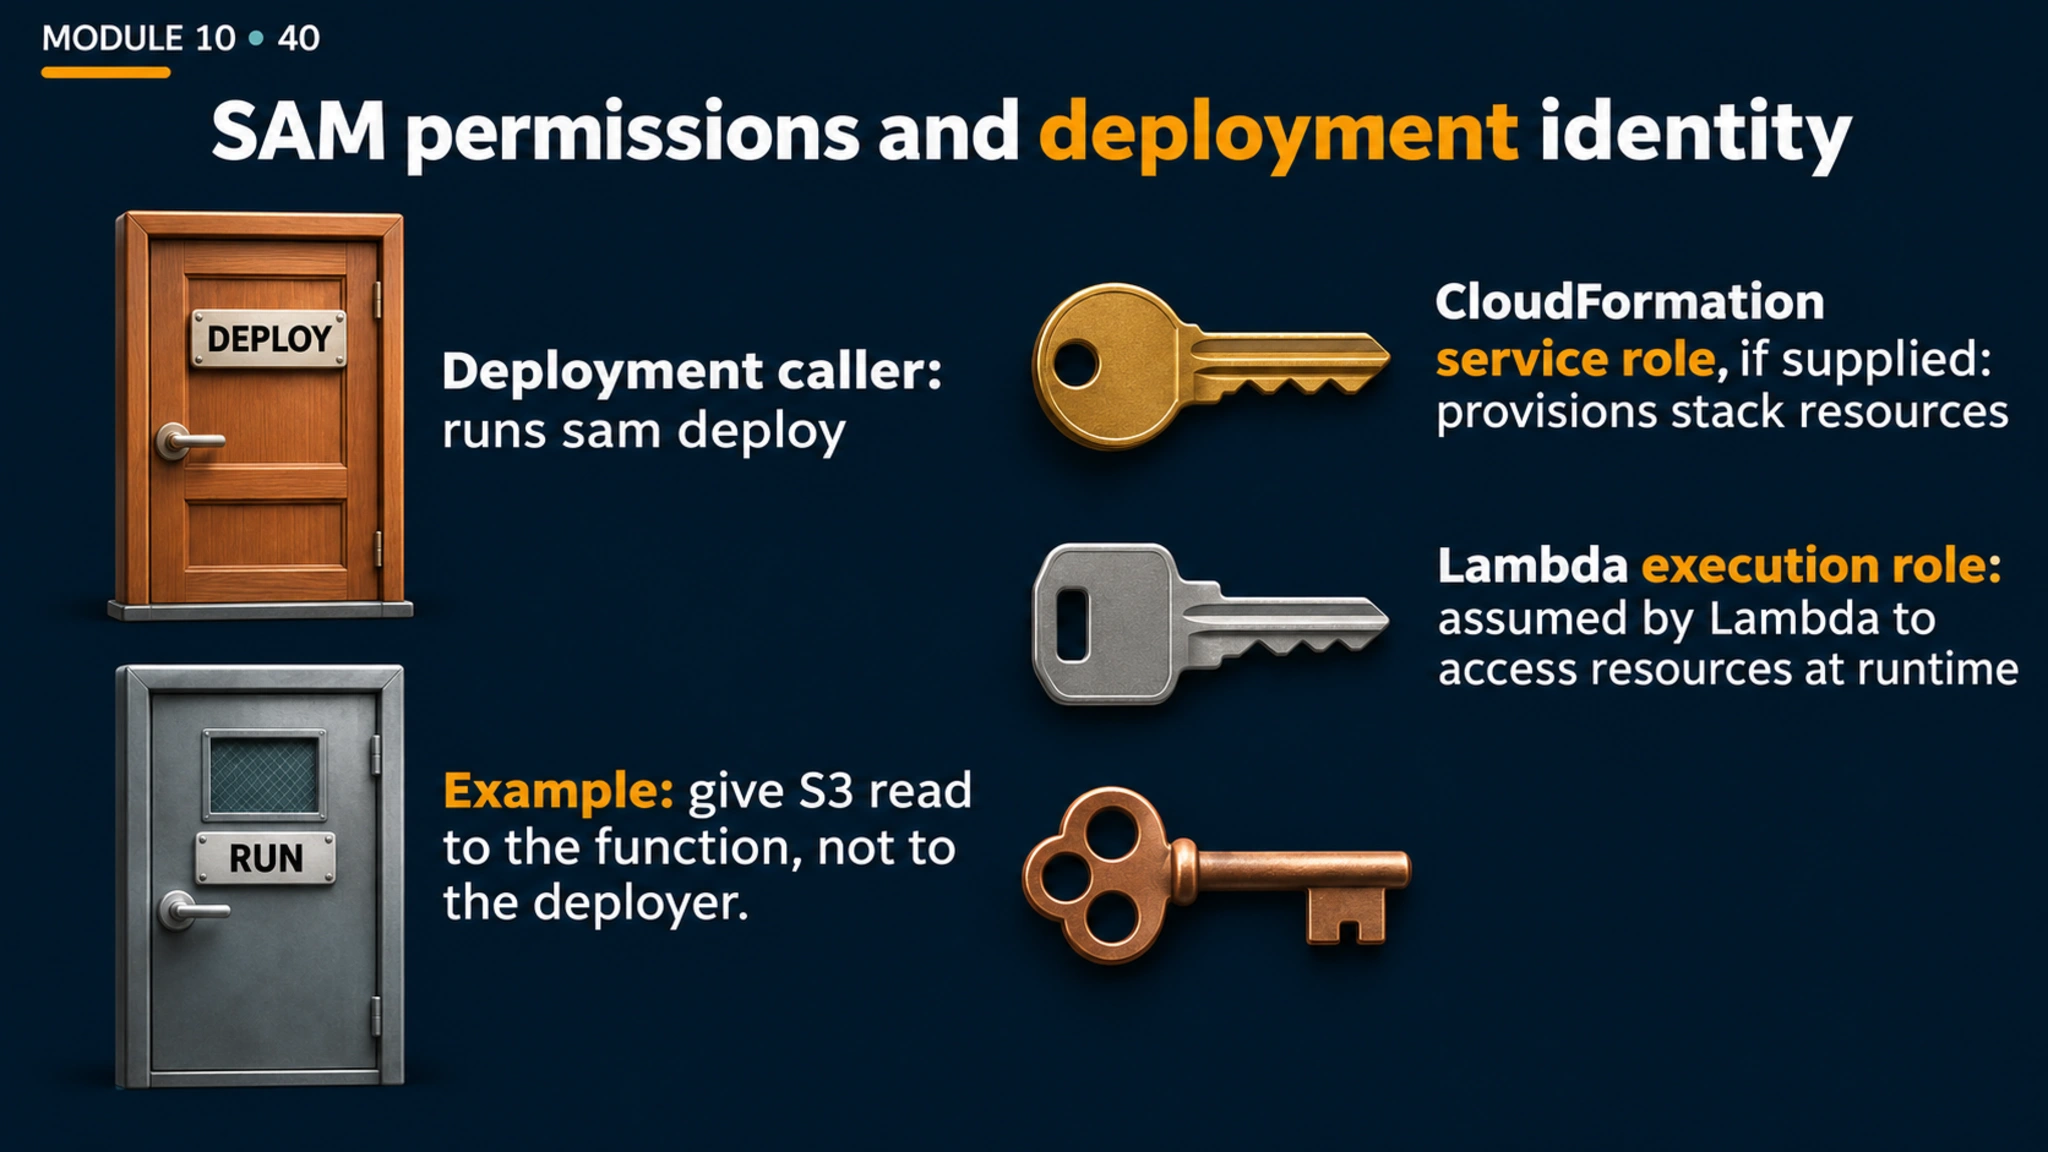 MODULE 10 • 40
SAM permissions and deployment identity
DEPLOY
Deployment caller:
runs sam deploy
CloudFormation
service role, if supplied:
provisions stack resources
Lambda execution role:
assumed by Lambda to
access resources at runtime
RUN
Example: give S3 read
to the function, not to
the deployer.